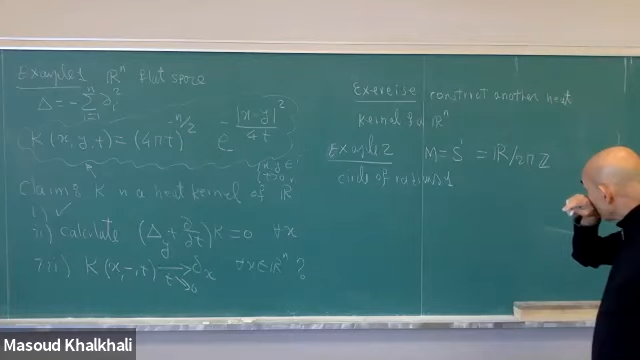 Example 1 ℝⁿ Flat space
Δ = - Σ ∂ᵢ²
K(x,y,t) = (4πt)^(-n/2) e^(-|x-y|²/4t)
Claim: K is a heat kernel of ℝⁿ
i) ✓
ii) calculate (Δ_y + ∂/∂t) K = 0 ∀x
iii) K(x,-,t) → δ_x ∀x∈ℝⁿ ?
t↘0
Exercise construct another heat
kernel for ℝⁿ
Example 2 M = S¹ = ℝ/2πℤ
circle of radius 1
Masoud Khalkhali